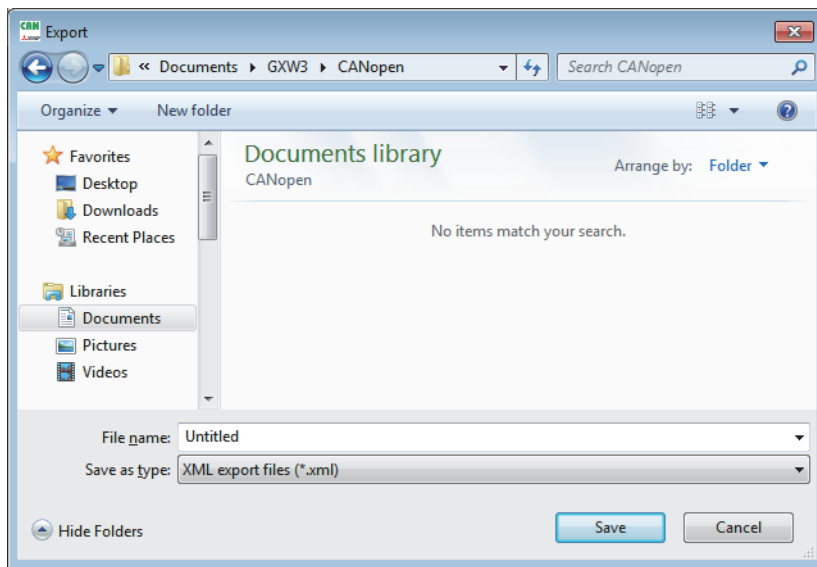 CAN
Export
« Documents ▸ GXW3 ▸ CANopen
Search CANopen
Organize
New folder
Favorites
Desktop
Downloads
Recent Places
Libraries
Documents
Pictures
Videos
Documents library
CANopen
Arrange by: Folder
No items match your search.
File name: Untitled
Save as type: XML export files (*.xml)
Hide Folders
Save
Cancel